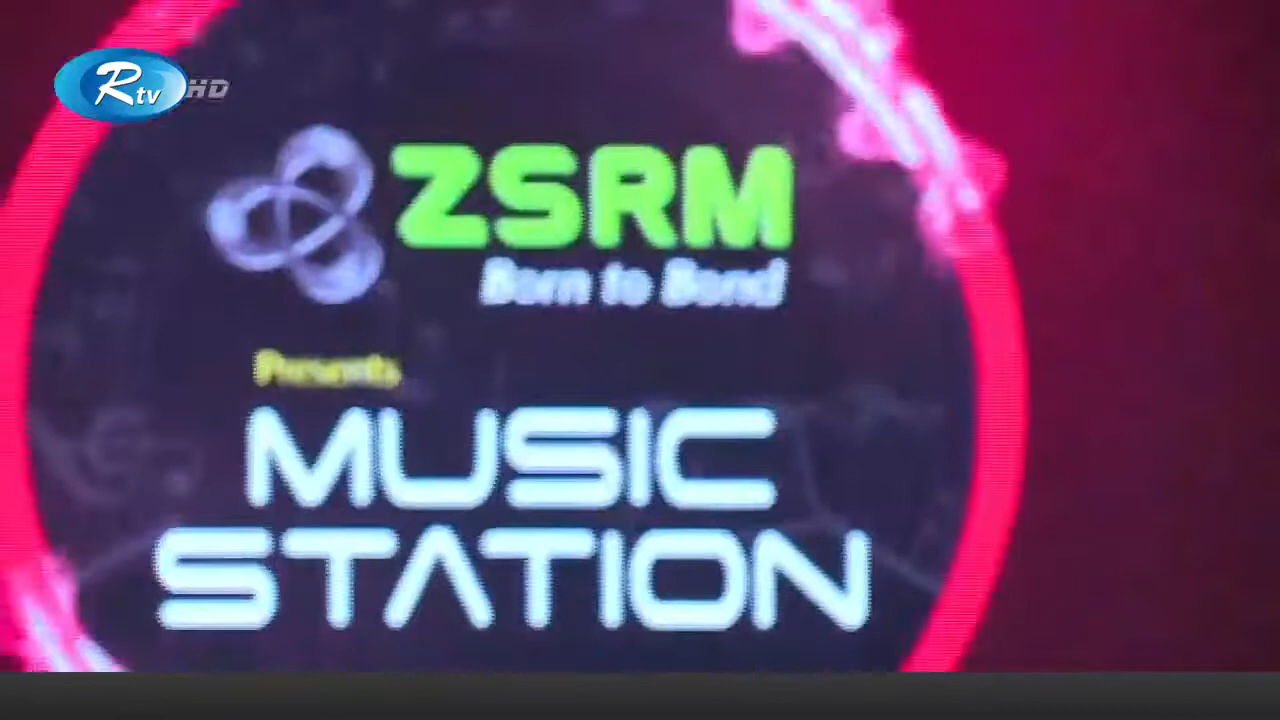 Rtv HD
ZSRM
Born to Bond
Presents
MUSIC
STATION